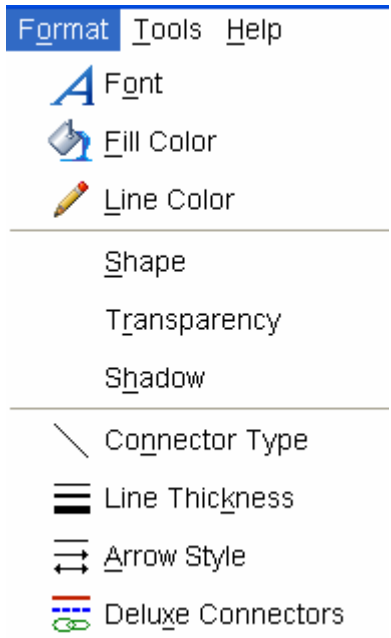 Format Tools Help
Font
Fill Color
Line Color
Shape
Transparency
Shadow
Connector Type
Line Thickness
Arrow Style
Deluxe Connectors